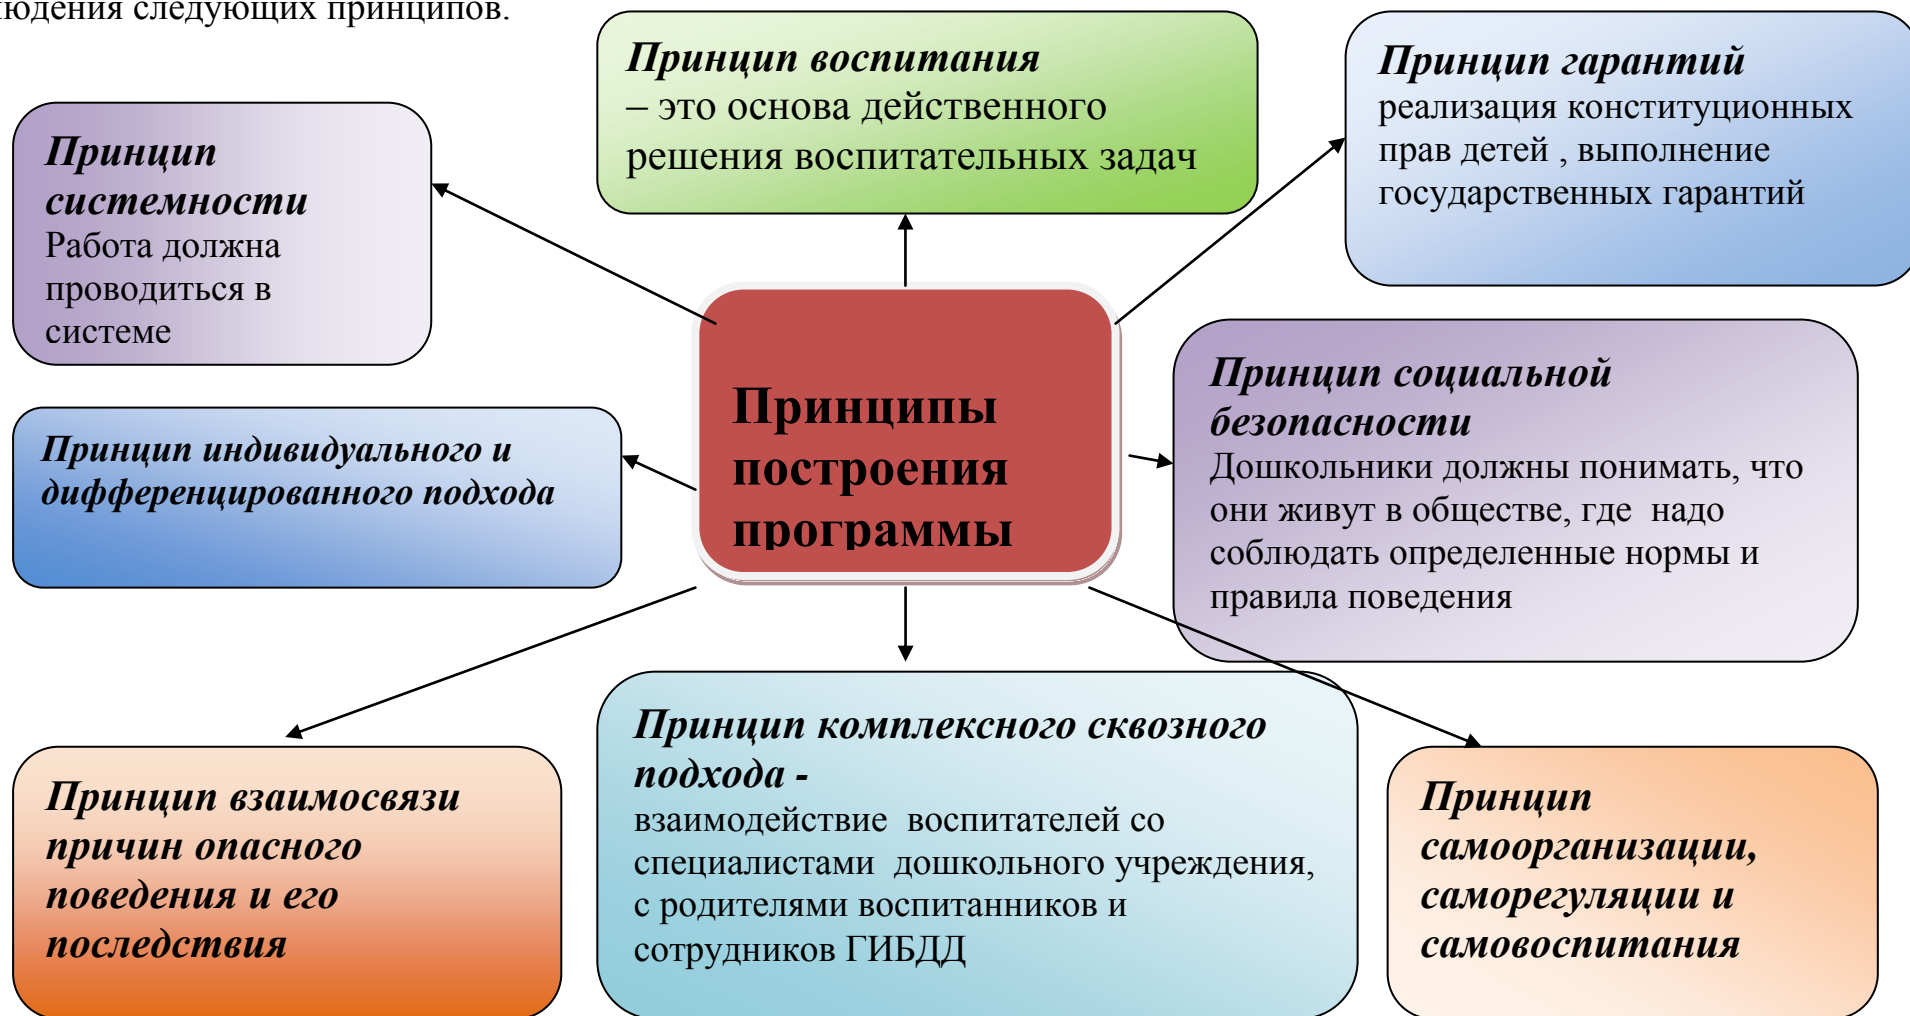 людения следующих принципов.
Принцип воспитания
– это основа действенного
решения воспитательных задач
Принцип гарантий
реализация конституционных
прав детей , выполнение
государственных гарантий
Принцип
системности
Работа должна
проводиться в
системе
Принципы
построения
программы
Принцип социальной
безопасности
Дошкольники должны понимать, что
они живут в обществе, где  надо
соблюдать определенные нормы и
правила поведения
Принцип индивидуального и
дифференцированного подхода
Принцип взаимосвязи
причин опасного
поведения и его
последствия
Принцип комплексного сквозного
подхода -
взаимодействие  воспитателей со
специалистами  дошкольного учреждения,
с родителями воспитанников и
сотрудников ГИБДД
Принцип
самоорганизации,
саморегуляции и
самовоспитания